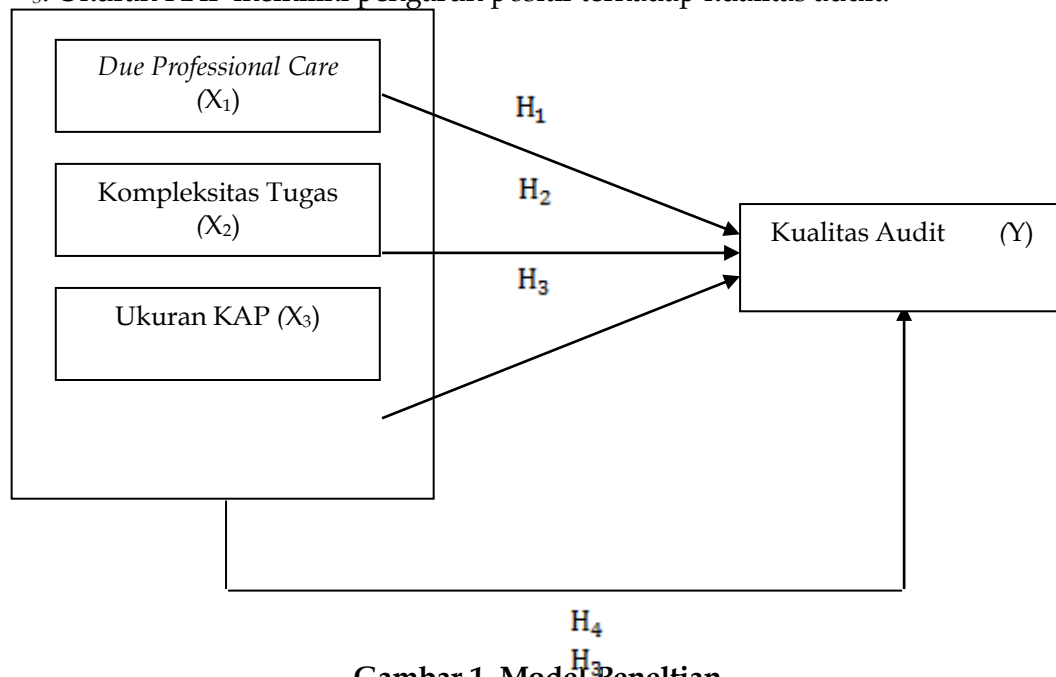 3. Ukuran KAP memiliki pengaruh positif terhadap kualitas audit.
Due Professional Care
(X₁)
H₁
Kompleksitas Tugas
(X₂)
H₂
Kualitas Audit (Y)
H₃
Ukuran KAP (X₃)
H₄
H₃
Gambar 1. Model Peneltian